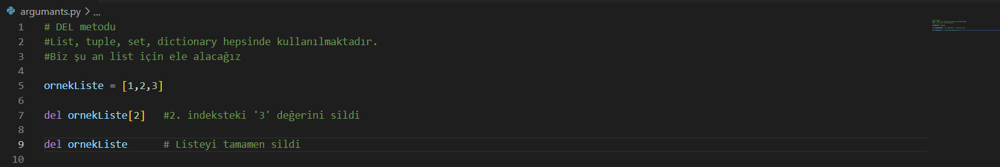 argumants.py > ...
1 # DEL metodu
2 #List, tuple, set, dictionary hepsinde kullanılmaktadır.
3 #Biz şu an list için ele alacağız
4
5 ornekListe = [1,2,3]
6
7 del ornekListe[2]   #2. indeksteki '3' değerini sildi
8
9 del ornekListe      # Listeyi tamamen sildi
10